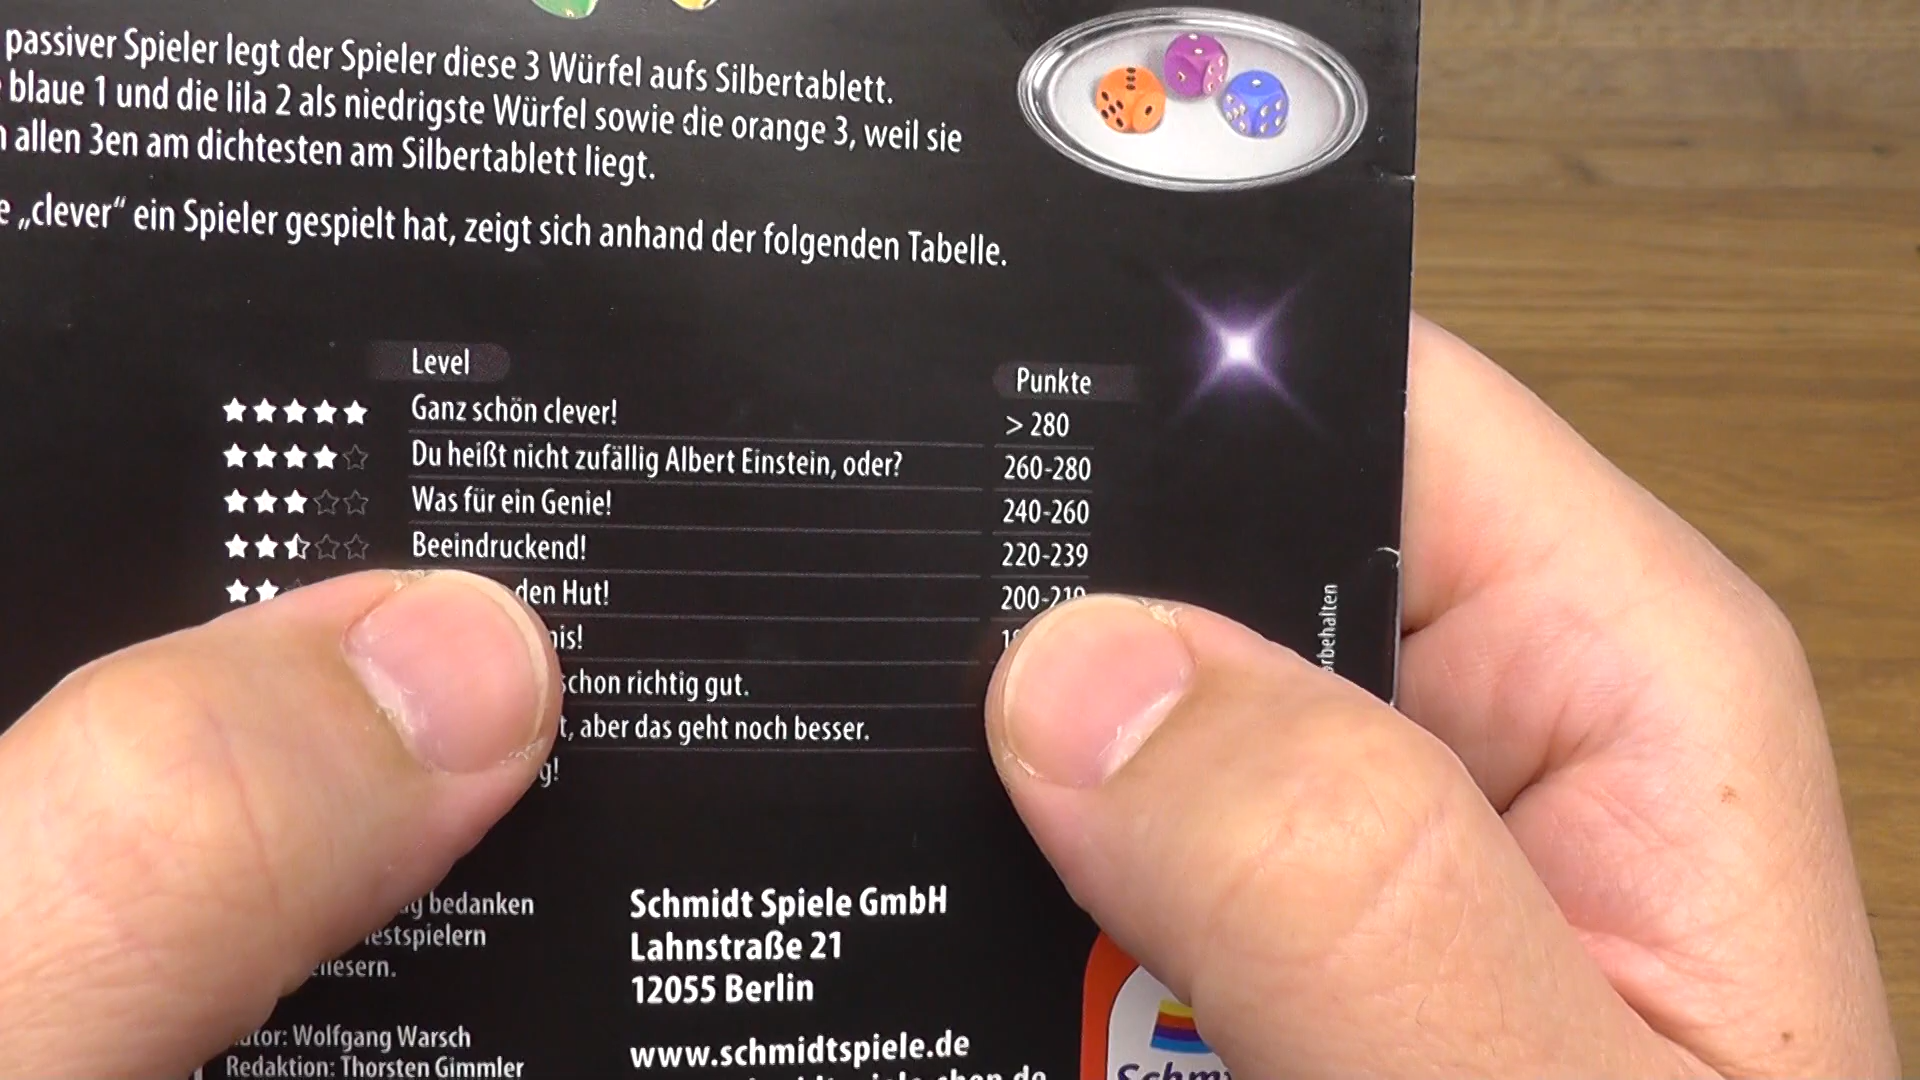 passiver Spieler legt der Spieler diese 3 Würfel aufs Silbertablett.
blaue 1 und die lila 2 als niedrigste Würfel sowie die orange 3, weil sie
allen 3en am dichtesten am Silbertablett liegt.
„clever“ ein Spieler gespielt hat, zeigt sich anhand der folgenden Tabelle.
Level Punkte
Ganz schön clever! > 280
Du heißt nicht zufällig Albert Einstein, oder? 260-280
Was für ein Genie! 240-260
Beeindruckend! 220-239
den Hut! 200-219
schon richtig gut.
aber das geht noch besser.
bedanken
Schmidt Spiele GmbH
Lahnstraße 21
12055 Berlin
Wolfgang Warsch
Redaktion: Thorsten Gimmler
www.schmidtspiele.de